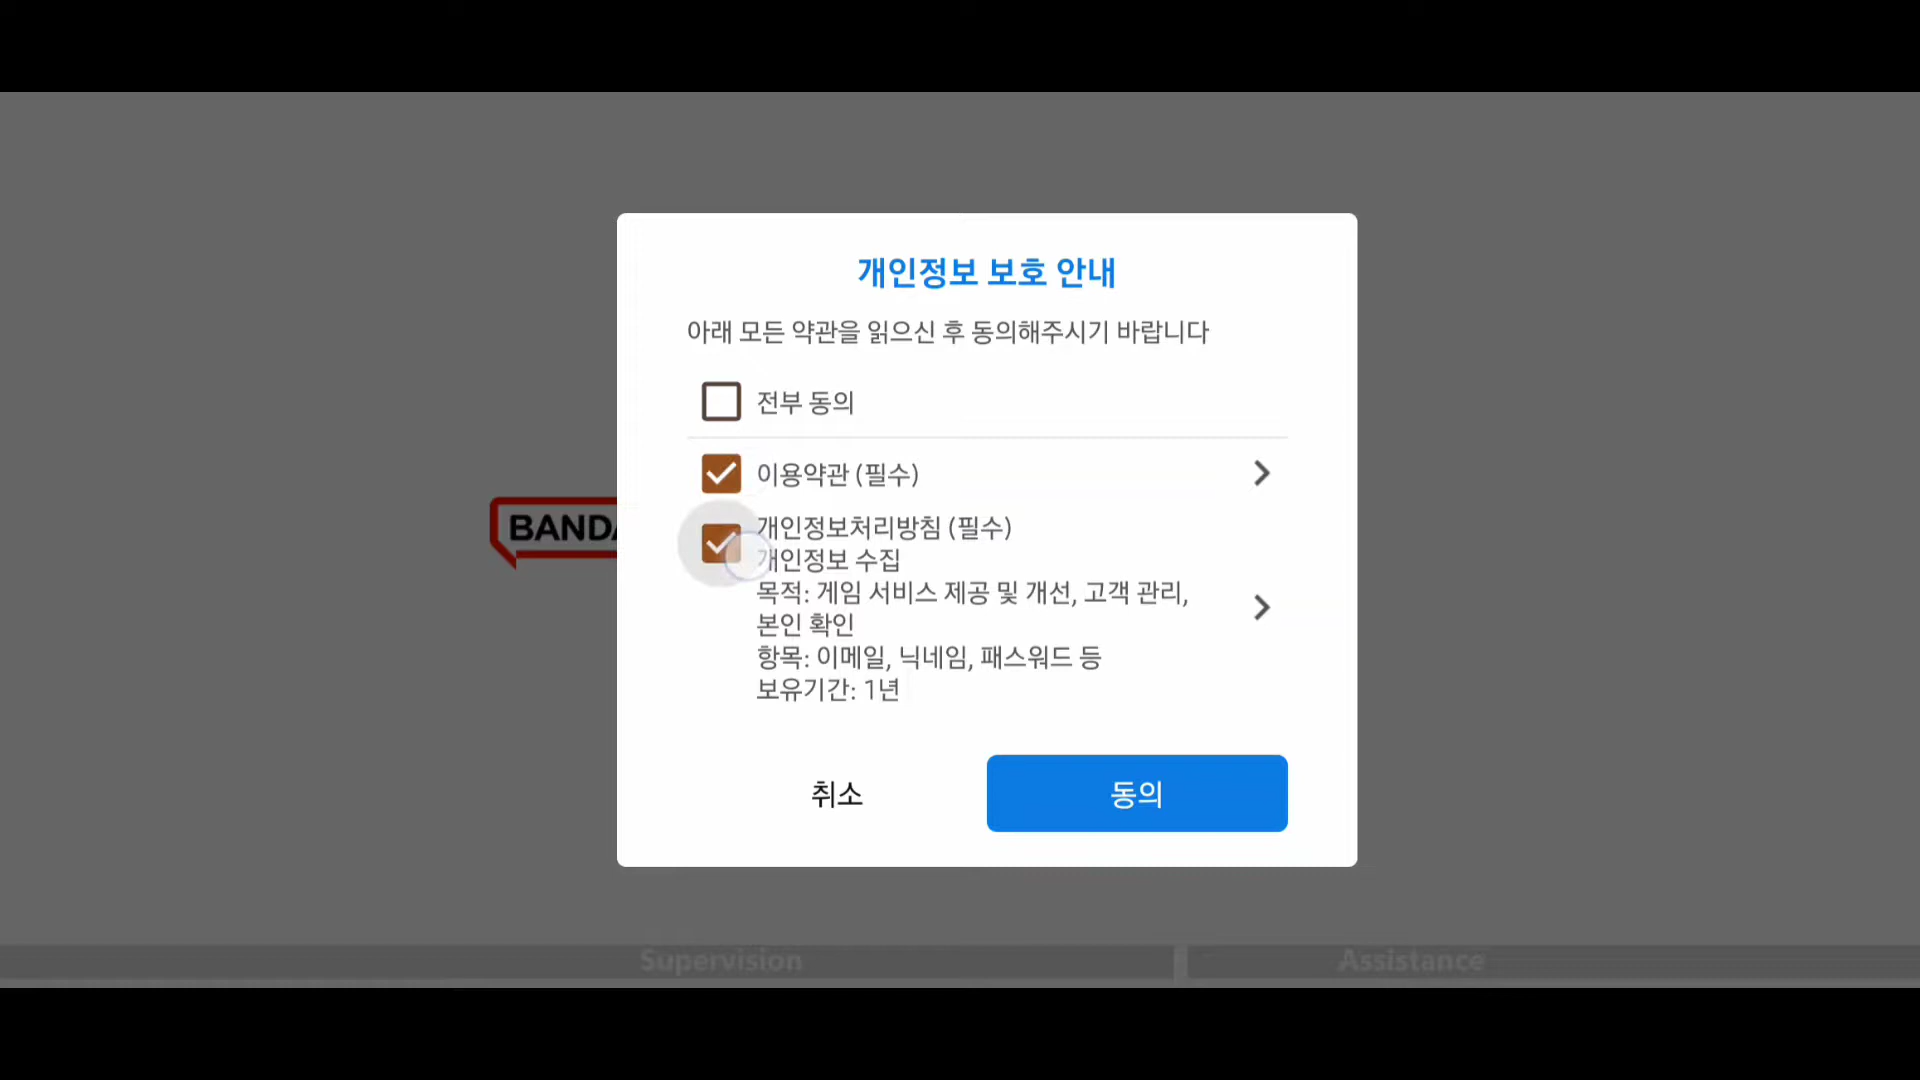 개인정보 보호 안내
아래 모든 약관을 읽으신 후 동의해주시기 바랍니다
전부 동의
이용약관 (필수)
BANDA
개인정보처리방침 (필수)
개인정보 수집
목적: 게임 서비스 제공 및 개선, 고객 관리,
본인 확인
항목: 이메일, 닉네임, 패스워드 등
보유기간: 1년
취소
동의
Supervision
Assistance